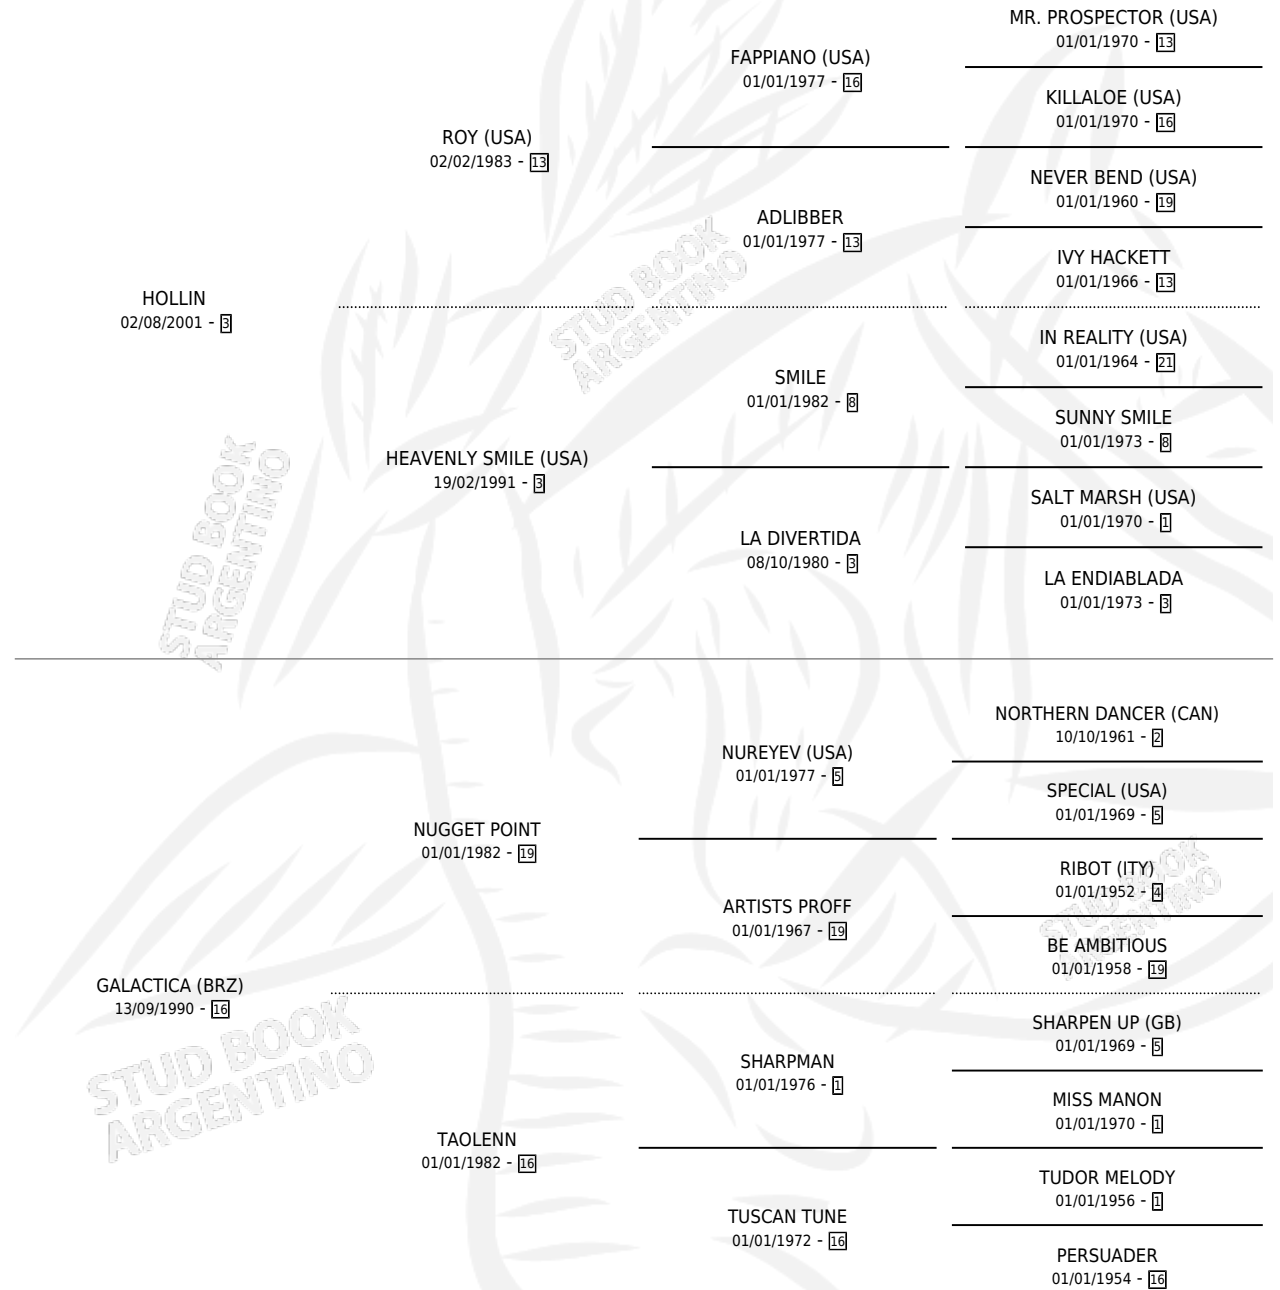 MR. PROSPECTOR (USA)
01/01/1970 - 13
FAPPIANO (USA)
01/01/1977 - 16
KILLALOE (USA)
01/01/1970 - 16
ROY (USA)
02/02/1983 - 13
NEVER BEND (USA)
01/01/1960 - 19
ADLIBBER
01/01/1977 - 13
IVY HACKETT
01/01/1966 - 13
HOLLIN
02/08/2001 - 3
STUD BOOK
ARGENTINO
IN REALITY (USA)
01/01/1964 - 21
SMILE
01/01/1982 - 8
SUNNY SMILE
01/01/1973 - 8
HEAVENLY SMILE (USA)
19/02/1991 - 3
SALT MARSH (USA)
01/01/1970 - 1
LA DIVERTIDA
08/10/1980 - 3
LA ENDIABLADA
01/01/1973 - 3
STUD BOOK
ARGENTINO
NORTHERN DANCER (CAN)
10/10/1961 - 2
NUREYEV (USA)
01/01/1977 - 5
SPECIAL (USA)
01/01/1969 - 5
NUGGET POINT
01/01/1982 - 19
RIBOT (ITY)
01/01/1952 - 4
ARTISTS PROFF
01/01/1967 - 19
BE AMBITIOUS
01/01/1958 - 19
STUD BOOK
ARGENTINO
GALACTICA (BRZ)
13/09/1990 - 16
SHARPEN UP (GB)
01/01/1969 - 5
SHARPMAN
01/01/1976 - 1
MISS MANON
01/01/1970 - 1
STUD BOOK
ARGENTINO
TAOLENN
01/01/1982 - 16
TUDOR MELODY
01/01/1956 - 1
TUSCAN TUNE
01/01/1972 - 16
PERSUADER
01/01/1954 - 16